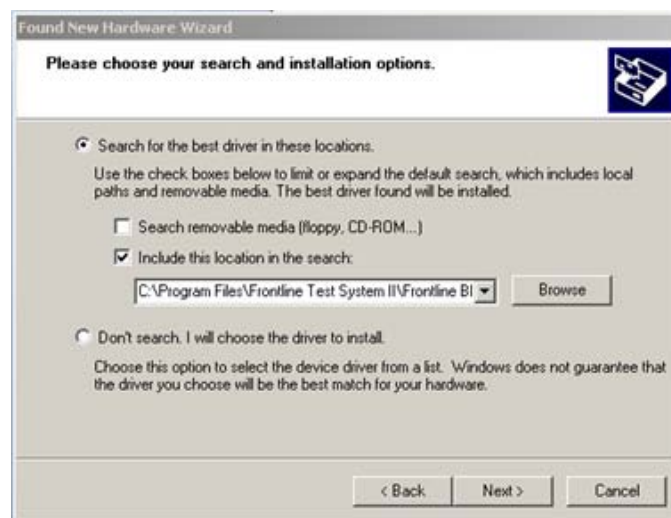 Found New Hardware Wizard
Please choose your search and installation options.
Search for the best driver in these locations.
Use the check boxes below to limit or expand the default search, which includes local
paths and removable media. The best driver found will be installed.
Search removable media (floppy, CD-ROM...)
Include this location in the search:
C:\Program Files\Frontline Test System II\Frontline Bl
Browse
Don't search. I will choose the driver to install.
Choose this option to select the device driver from a list. Windows does not guarantee that
the driver you choose will be the best match for your hardware.
< Back
Next >
Cancel